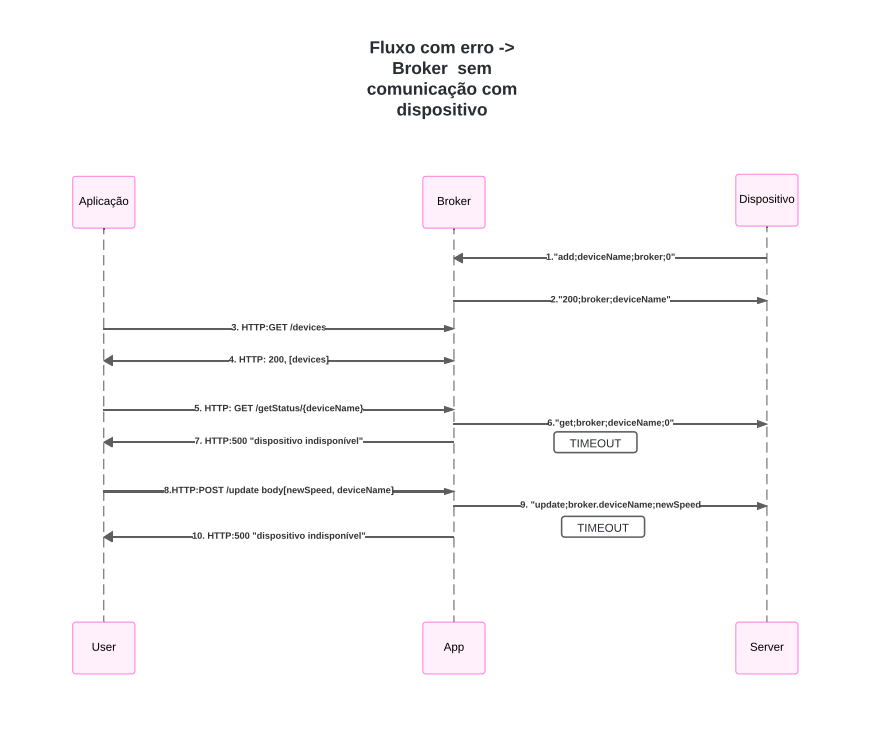 Fluxo com erro ->
Broker  sem
comunicação com
dispositivo
Aplicação
Broker
Dispositivo
1."add;deviceName;broker;0"
2."200;broker;deviceName"
3. HTTP:GET /devices
4. HTTP: 200, [devices]
5. HTTP: GET /getStatus/{deviceName}
6."get;broker;deviceName;0"
7. HTTP:500 "dispositivo indisponível"
TIMEOUT
8.HTTP:POST /update body[newSpeed, deviceName]
9. "update;broker.deviceName;newSpeed
TIMEOUT
10. HTTP:500 "dispositivo indisponível"
User
App
Server